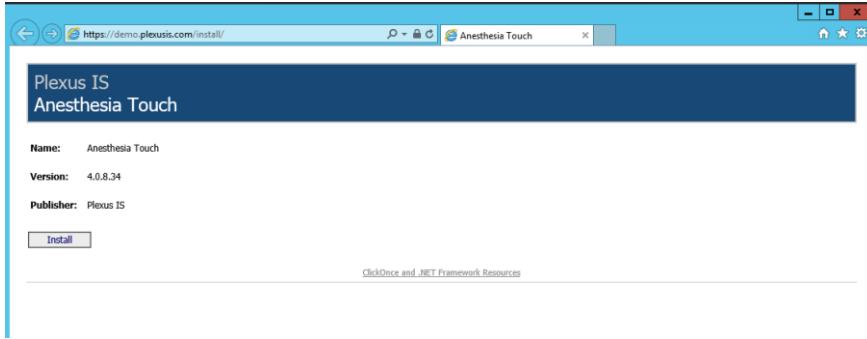 https://demo.plexusis.com/install/
Anesthesia Touch
Plexus IS
Anesthesia Touch
Name: Anesthesia Touch
Version: 4.0.8.34
Publisher: Plexus IS
Install
ClickOnce and .NET Framework Resources